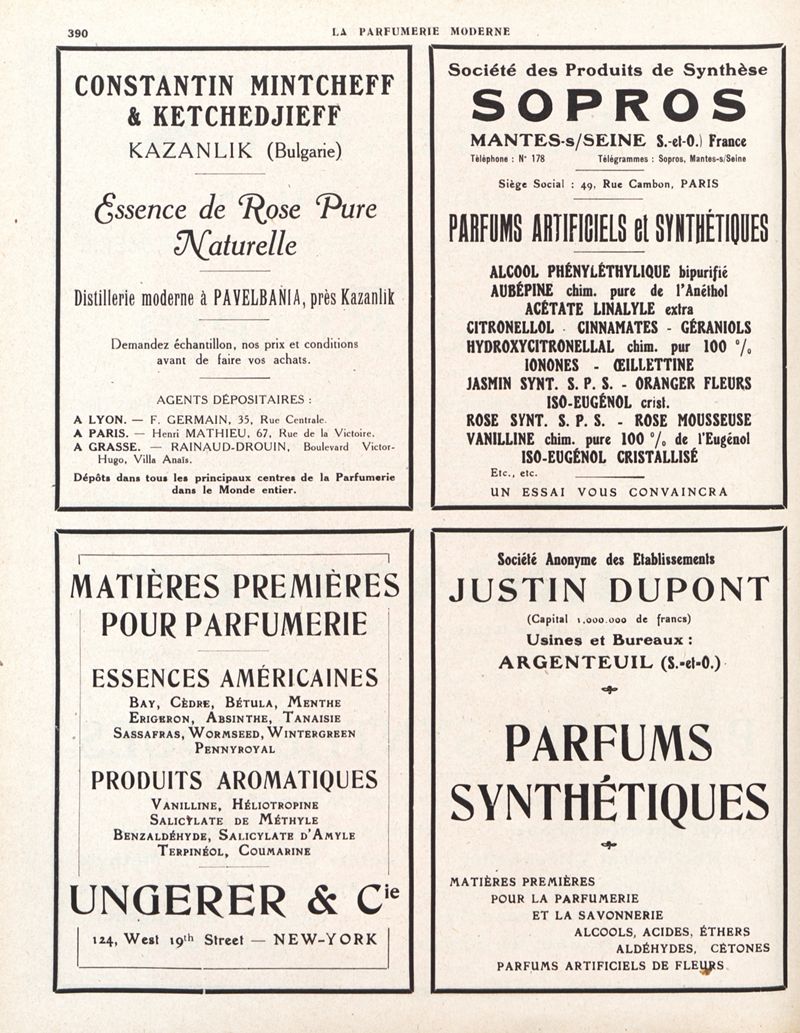 390
LA PARFUMERIE MODERNE
CONSTANTIN MINTCHEFF
& KETCHEDJIEFF
KAZANLIK (Bulgarie)
Essence de Rose Pure
Naturelle
Distillerie moderne à PAVELBANIA, près Kazanlik
Demandez échantillon, nos prix et conditions
avant de faire vos achats.
AGENTS DÉPOSITAIRES :
A LYON. — F. GERMAIN, 35, Rue Centrale.
A PARIS. — Henri MATHIEU, 67, Rue de la Victoire.
A GRASSE. — RAINAUD-DROUIN, Boulevard Victor-
Hugo, Villa Anaïs.
Dépôts dans tous les principaux centres de la Parfumerie
dans le Monde entier.
Société des Produits de Synthèse
SOPROS
MANTES-s/SEINE S.-et-O.) France
Téléphone : N° 178 Télégrammes : Sopros, Mantes-s/Seine
Siège Social : 49, Rue Cambon, PARIS
PARFUMS ARTIFICIELS et SYNTHÉTIQUES
ALCOOL PHÉNYLÉTHYLIQUE bipurifié
AUBÉPINE chim. pure de l'Anéthol
ACÉTATE LINALYLE extra
CITRONELLOL - CINNAMATES - GÉRANIOLS
HYDROXYCITRONELLAL chim. pur 100 %
IONONES - ŒILLETTINE
JASMIN SYNT. S. P. S. - ORANGER FLEURS
ISO-EUGÉNOL crist.
ROSE SYNT. S. P. S. - ROSE MOUSSEUSE
VANILLINE chim. pure 100 % de l'Eugénol
ISO-EUGÉNOL CRISTALLISÉ
Etc., etc.
UN ESSAI VOUS CONVAINCRA
MATIÈRES PREMIÈRES
POUR PARFUMERIE
ESSENCES AMÉRICAINES
BAY, CÈDRE, BÉTULA, MENTHE
ERIGERON, ABSINTHE, TANAISIE
SASSAFRAS, WORMSEED, WINTERGREEN
PENNYROYAL
PRODUITS AROMATIQUES
VANILLINE, HÉLIOTROPINE
SALICYLATE DE MÉTHYLE
BENZALDÉHYDE, SALICYLATE D'AMYLE
TERPINÉOL, COUMARINE
UNGERER & Cie
124, West 19th Street — NEW-YORK
Société Anonyme des Etablissements
JUSTIN DUPONT
(Capital 1.000.000 de francs)
Usines et Bureaux :
ARGENTEUIL (S.-et-O.)
PARFUMS
SYNTHÉTIQUES
MATIÈRES PREMIÈRES
POUR LA PARFUMERIE
ET LA SAVONNERIE
ALCOOLS, ACIDES, ÉTHERS
ALDÉHYDES, CÉTONES
PARFUMS ARTIFICIELS DE FLEURS